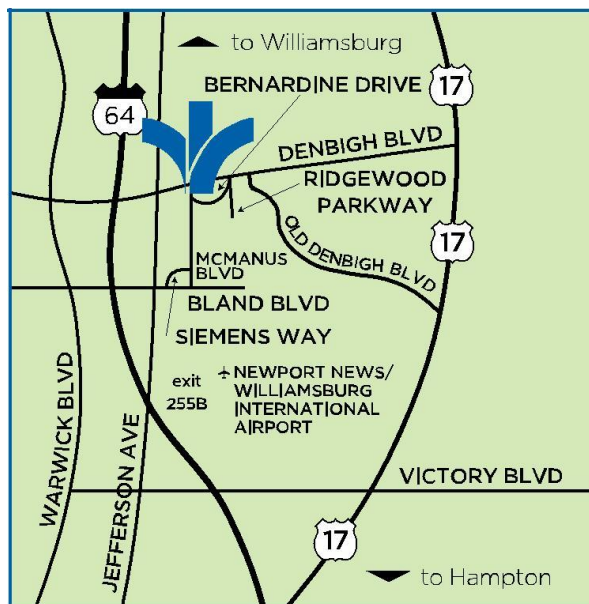 to Williamsburg
17
BERNARDINE DRIVE
64
DENBIGH BLVD
RIDGEWOOD
PARKWAY
OLD DENBIGH BLVD
17
MCMANUS
BLVD
BLAND BLVD
SIEMENS WAY
exit
255B
NEWPORT NEWS/
WILLIAMSBURG
INTERNATIONAL
AIRPORT
WARWICK BLVD
JEFFERSON AVE
VICTORY BLVD
17
to Hampton